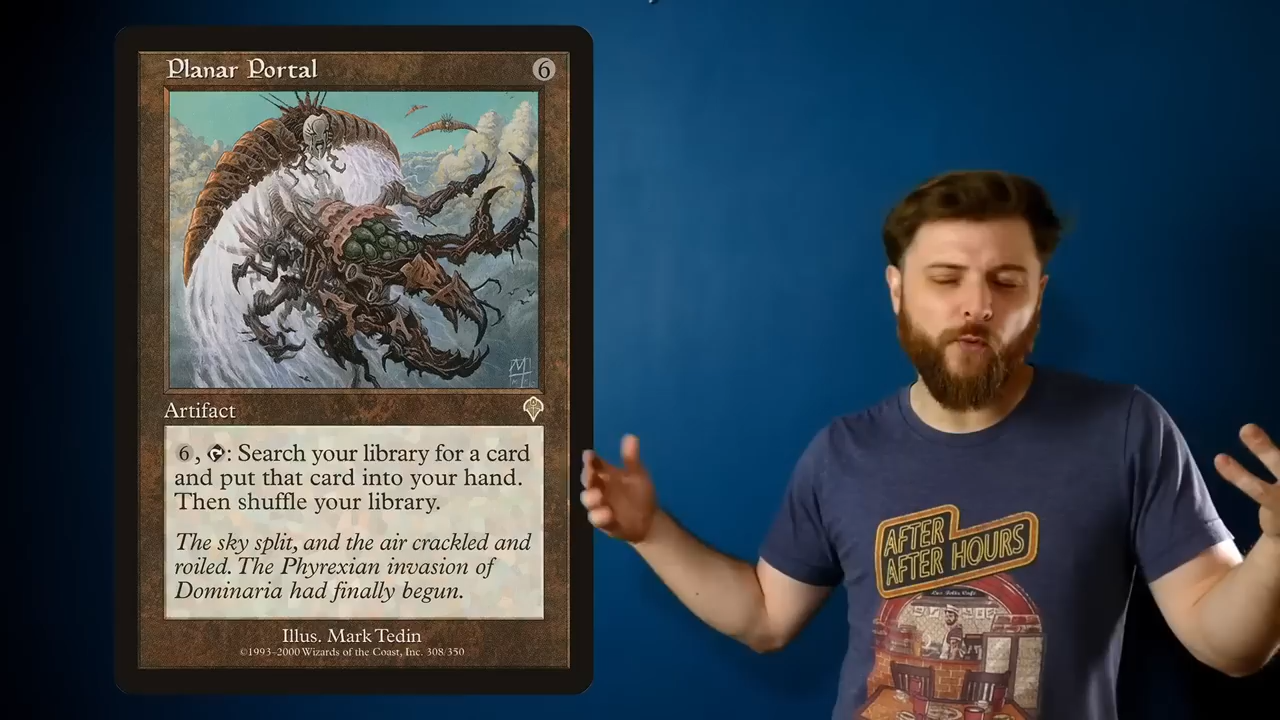 Planar Portal 6
Artifact
6, : Search your library for a card
and put that card into your hand.
Then shuffle your library.
The sky split, and the air crackled and
roiled. The Phyrexian invasion of
Dominaria had finally begun.
Illus. Mark Tedin
©1993–2000 Wizards of the Coast, Inc. 308/350
AFTER
AFTER HOURS